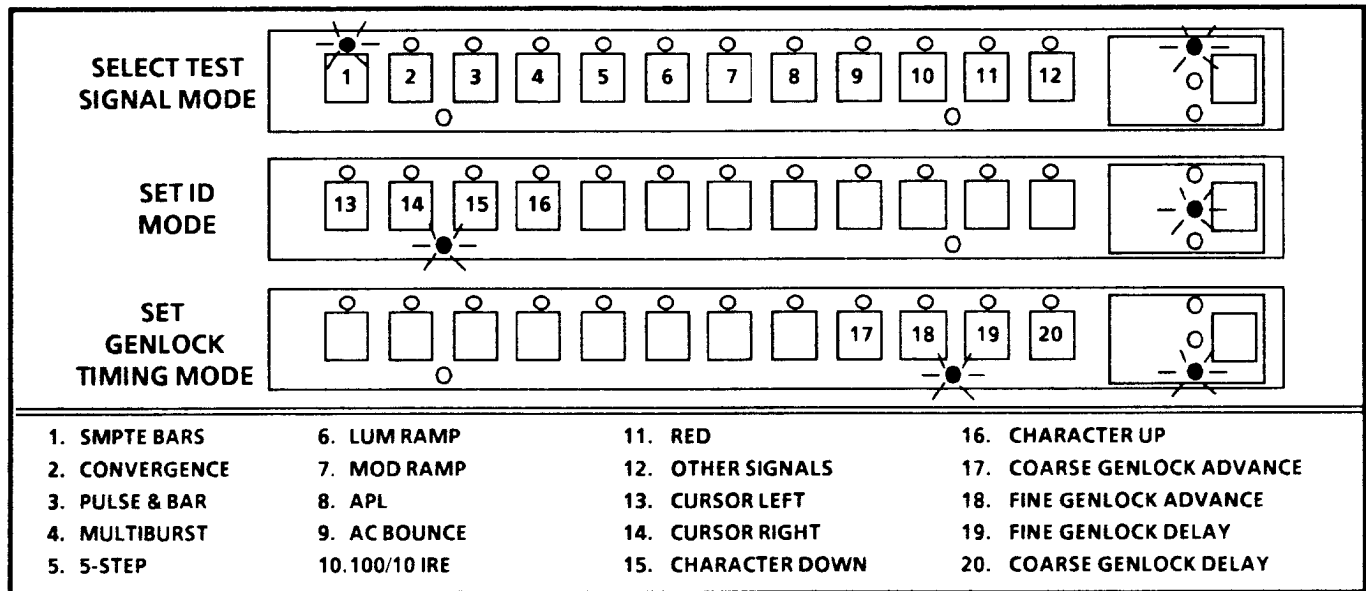 SELECT TEST
SIGNAL MODE
1 2 3 4 5 6 7 8 9 10 11 12
SET ID
MODE
13 14 15 16
SET
GENLOCK
TIMING MODE
17 18 19 20
1. SMPTE BARS
2. CONVERGENCE
3. PULSE & BAR
4. MULTIBURST
5. 5-STEP
6. LUM RAMP
7. MOD RAMP
8. APL
9. AC BOUNCE
10.100/10 IRE
11. RED
12. OTHER SIGNALS
13. CURSOR LEFT
14. CURSOR RIGHT
15. CHARACTER DOWN
16. CHARACTER UP
17. COARSE GENLOCK ADVANCE
18. FINE GENLOCK ADVANCE
19. FINE GENLOCK DELAY
20. COARSE GENLOCK DELAY